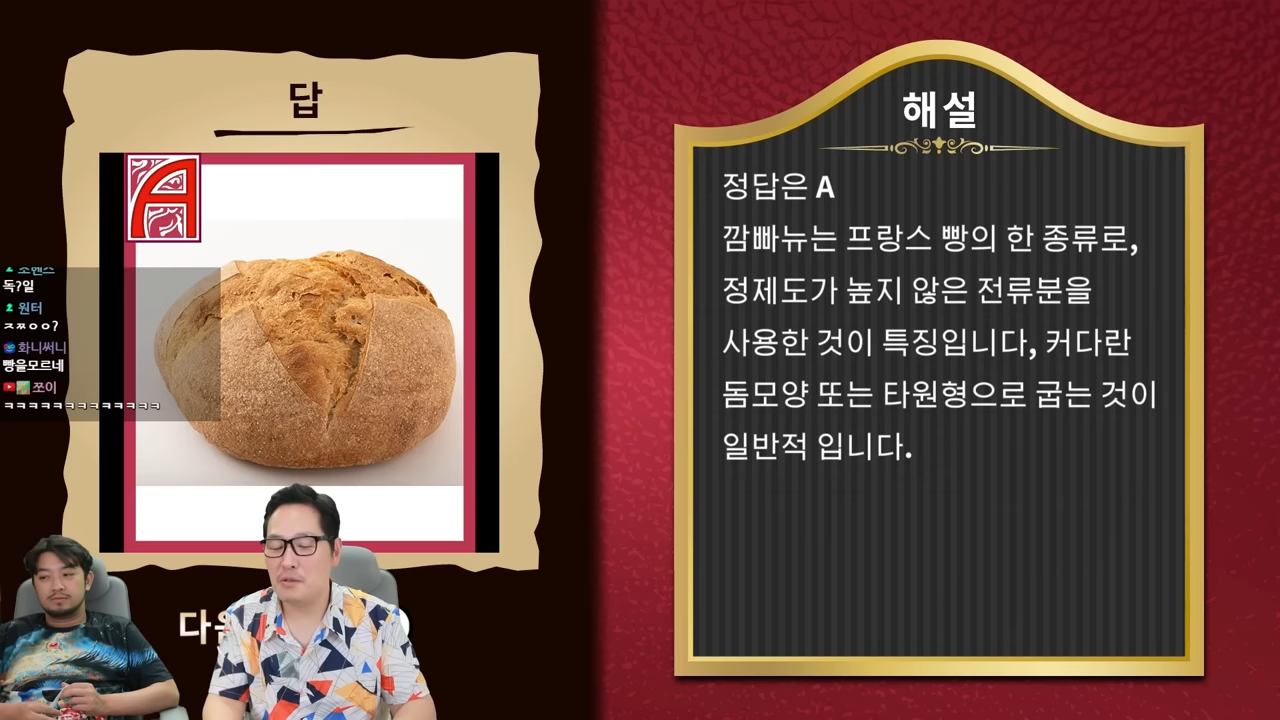 답
A
소렌스
독?일
원터
ㅈㅉㅇㅇ?
화니써니
빵을모르네
쪼이
ㅋㅋㅋㅋㅋㅋㅋㅋㅋㅋㅋㅋㅋ
다음
해설
정답은 A
깜빠뉴는 프랑스 빵의 한 종류로,
정제도가 높지 않은 전류분을
사용한 것이 특징입니다, 커다란
돔모양 또는 타원형으로 굽는 것이
일반적 입니다.